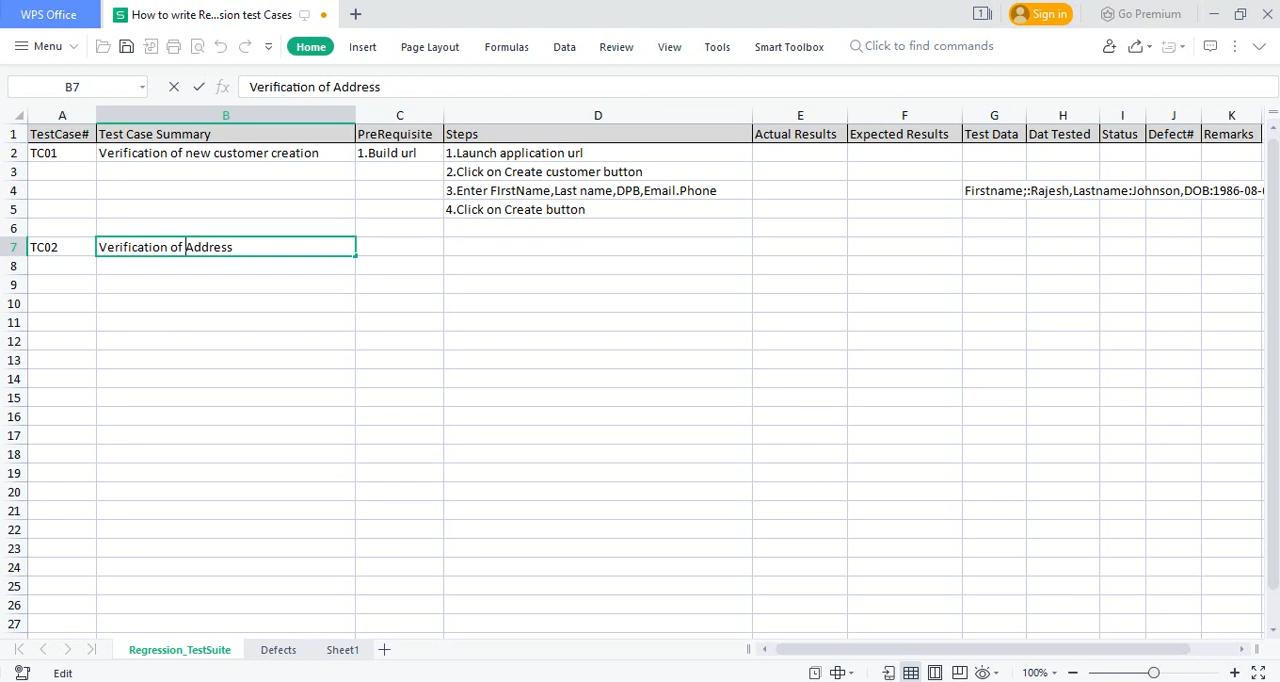 WPS Office
How to write Re...sion test Cases
Sign in
Go Premium
Menu
Home
Insert
Page Layout
Formulas
Data
Review
View
Tools
Smart Toolbox
Click to find commands
B7
fx
Verification of Address
A B C D E F G H I J K
1 TestCase# Test Case Summary PreRequisite Steps Actual Results Expected Results Test Data Dat Tested Status Defect# Remarks
2 TC01 Verification of new customer creation 1.Build url 1.Launch application url
3 2.Click on Create customer button
4 3.Enter FIrstName,Last name,DPB,Email.Phone Firstname;:Rajesh,Lastname:Johnson,DOB:1986-08-
5 4.Click on Create button
6
7 TC02 Verification of Address
8
9
10
11
12
13
14
15
16
17
18
19
20
21
22
23
24
25
26
27
Regression_TestSuite Defects Sheet1
Edit
100%